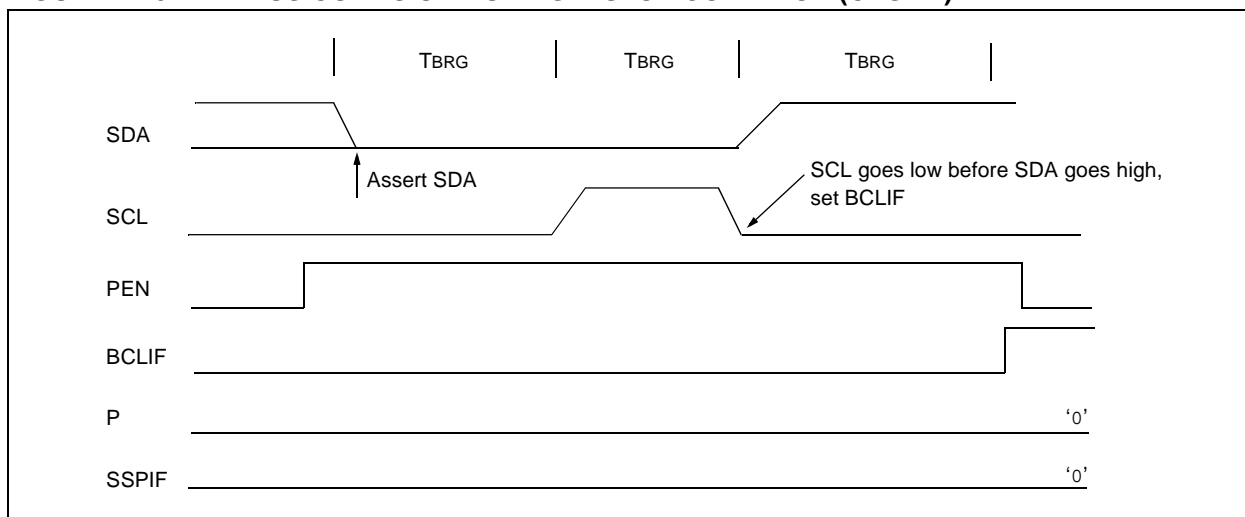 TBRG TBRG TBRG
SDA
Assert SDA
SCL goes low before SDA goes high,
set BCLIF
SCL
PEN
BCLIF
P
'0'
SSPIF
'0'